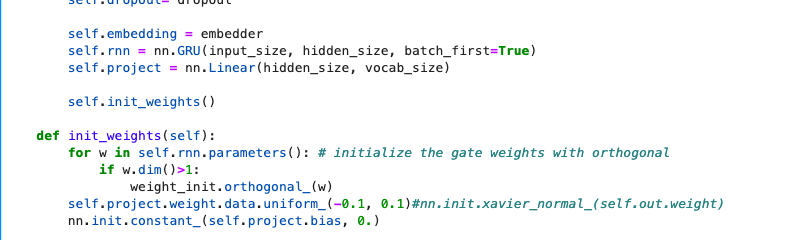 self.dropout= dropout
self.embedding = embedder
self.rnn = nn.GRU(input_size, hidden_size, batch_first=True)
self.project = nn.Linear(hidden_size, vocab_size)
self.init_weights()
def init_weights(self):
for w in self.rnn.parameters(): # initialize the gate weights with orthogonal
if w.dim()>1:
weight_init.orthogonal_(w)
self.project.weight.data.uniform_(-0.1, 0.1)#nn.init.xavier_normal_(self.out.weight)
nn.init.constant_(self.project.bias, 0.)